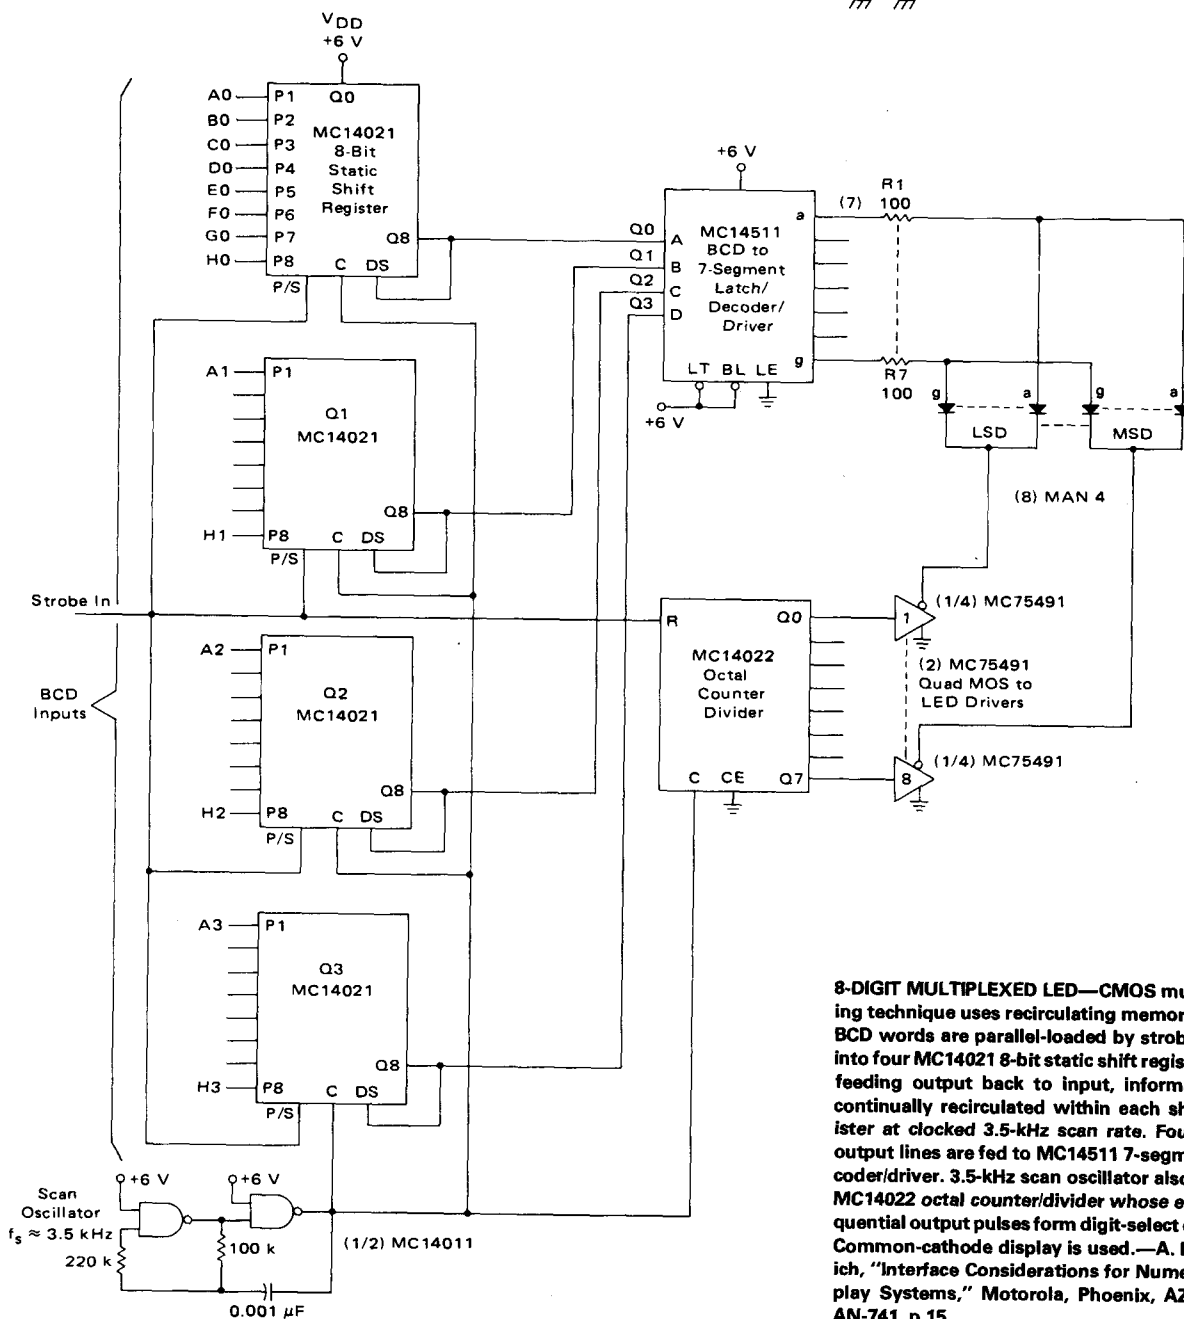 VDD
+6 V
A0 P1 Q0
B0 P2
C0 P3
D0 P4
E0 P5
F0 P6
G0 P7
H0 P8
MC14021
8-Bit
Static
Shift
Register
Q8
C DS
P/S
A1 P1
Q1
MC14021
Q8
H1 P8
C DS
P/S
Strobe In
BCD
Inputs
A2 P1
Q2
MC14021
Q8
H2 P8
C DS
P/S
A3 P1
Q3
MC14021
Q8
H3 P8
C DS
P/S
+6 V
+6 V
Scan
Oscillator
fs ≈ 3.5 kHz
220 k
100 k
0.001 µF
(1/2) MC14011
+6 V
Q0 A
Q1 B
Q2 C
Q3 D
MC14511
BCD to
7-Segment
Latch/
Decoder/
Driver
a
g
LT BL LE
+6 V
(7)
R1
100
R7
100
g a g a
LSD MSD
(8) MAN 4
R Q0
MC14022
Octal
Counter
Divider
C CE Q7
1
(1/4) MC75491
(2) MC75491
Quad MOS to
LED Drivers
8
(1/4) MC75491
8-DIGIT MULTIPLEXED LED—CMOS mu
ing technique uses recirculating memor
BCD words are parallel-loaded by strob
into four MC14021 8-bit static shift regis
feeding output back to input, inform
continually recirculated within each sh
ister at clocked 3.5-kHz scan rate. Fou
output lines are fed to MC14511 7-segm
coder/driver. 3.5-kHz scan oscillator also
MC14022 octal counter/divider whose e
quential output pulses form digit-select
Common-cathode display is used.—A.
ich, "Interface Considerations for Nume
play Systems," Motorola, Phoenix, AZ
AN-741, p 15.